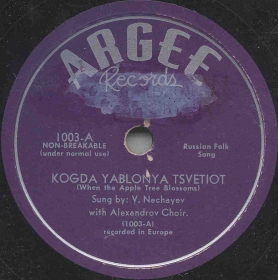 ARGEE
Records
1003-A
NON-BREAKABLE
(under normal use)
Russian Folk
Song
KOGDA YABLONYA TSVETIOT
(When the Apple Tree Blossoms)
Sung by: V. Nechayev
with Alexandrov Choir.
(1003-A)
recorded in Europe